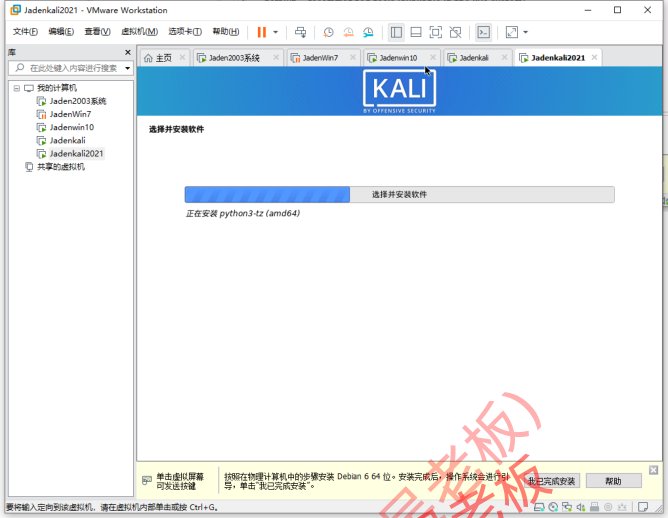 Jadenkali2021 - VMware Workstation
文件(F) 编辑(E) 查看(V) 虚拟机(M) 选项卡(T) 帮助(H)
库
在此处键入内容进行搜索
我的计算机
Jaden2003系统
JadenWin7
Jadenwin10
Jadenkali
Jadenkali2021
共享的虚拟机
主页 Jaden2003系统 JadenWin7 Jadenwin10 Jadenkali Jadenkali2021
KALI
BY OFFENSIVE SECURITY
选择并安装软件
选择并安装软件
正在安装 python3-tz (amd64)
单击虚拟屏幕
可发送按键
按照在物理计算机中的步骤安装 Debian 6 64 位。安装完成后，操作系统会进行引
导，单击“我已完成安装”。
我已完成安装 帮助
要将输入定向到该虚拟机，请在虚拟机内部单击或按 Ctrl+G。
老板)
老板